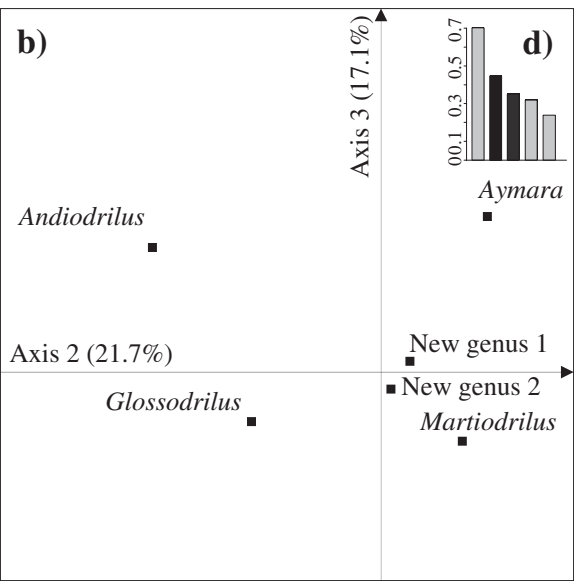 b)
d)
Axis 3 (17.1%)
0.7
0.5
0.3
0.1
0
Aymara
Andiodrilus
New genus 1
Axis 2 (21.7%)
New genus 2
Glossodrilus
Martiodrilus